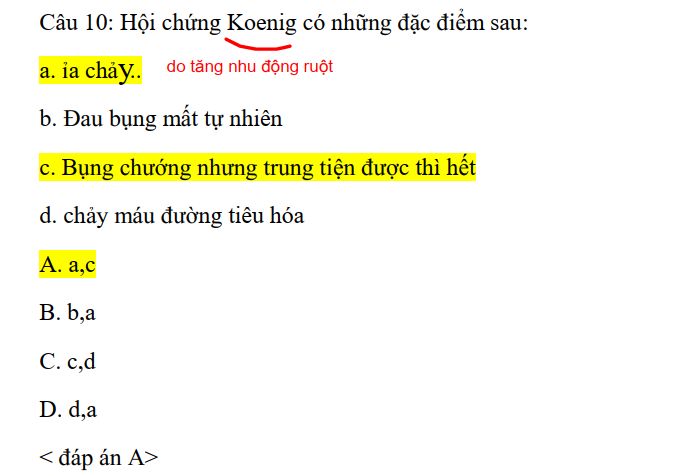 Câu 10: Hội chứng Koenig có những đặc điểm sau:
a. ỉa chảy.. do tăng nhu động ruột
b. Đau bụng mất tự nhiên
c. Bụng chướng nhưng trung tiện được thì hết
d. chảy máu đường tiêu hóa
A. a,c
B. b,a
C. c,d
D. d,a
< đáp án A>